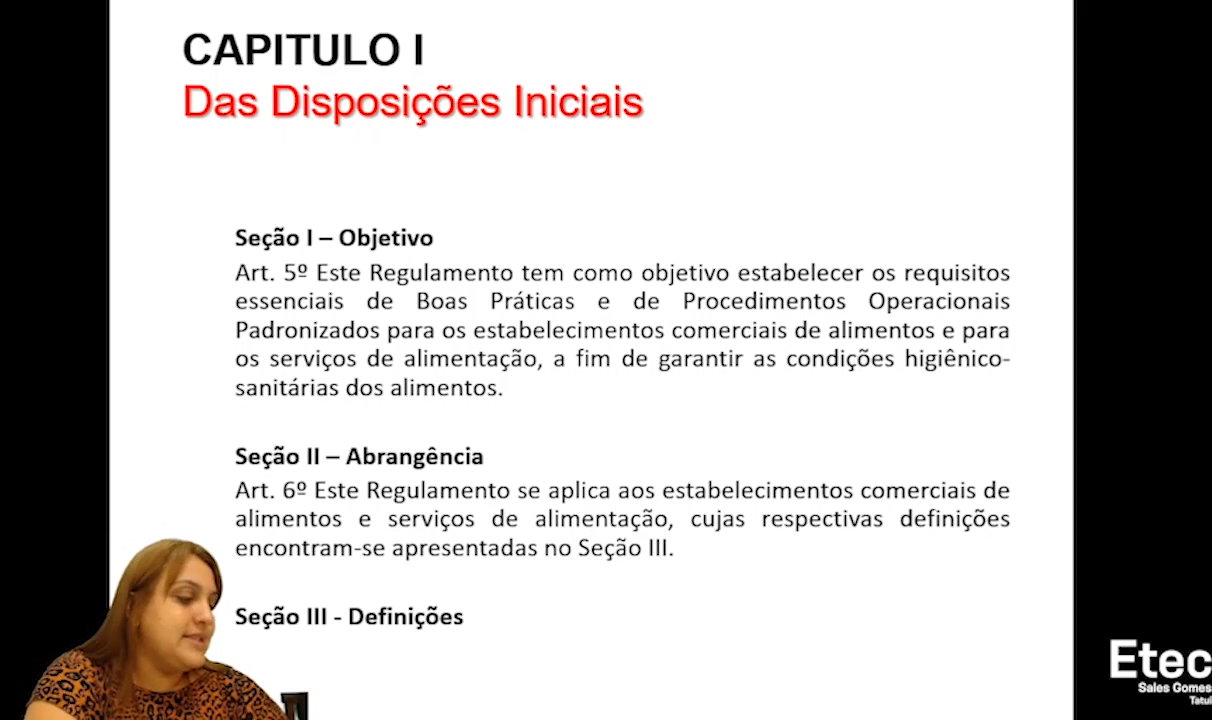 CAPITULO I
Das Disposições Iniciais
Seção I – Objetivo
Art. 5º Este Regulamento tem como objetivo estabelecer os requisitos
essenciais de Boas Práticas e de Procedimentos Operacionais
Padronizados para os estabelecimentos comerciais de alimentos e para
os serviços de alimentação, a fim de garantir as condições higiênico-
sanitárias dos alimentos.
Seção II – Abrangência
Art. 6º Este Regulamento se aplica aos estabelecimentos comerciais de
alimentos e serviços de alimentação, cujas respectivas definições
encontram-se apresentadas no Seção III.
Seção III - Definições
Etec
Sales Gomes
Tatuí